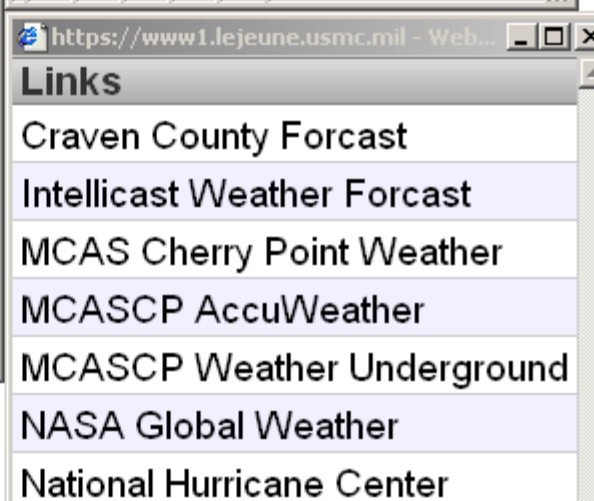 https://www1.lejeune.usmc.mil - Web...
Links
Craven County Forcast
Intellicast Weather Forcast
MCAS Cherry Point Weather
MCASCP AccuWeather
MCASCP Weather Underground
NASA Global Weather
National Hurricane Center